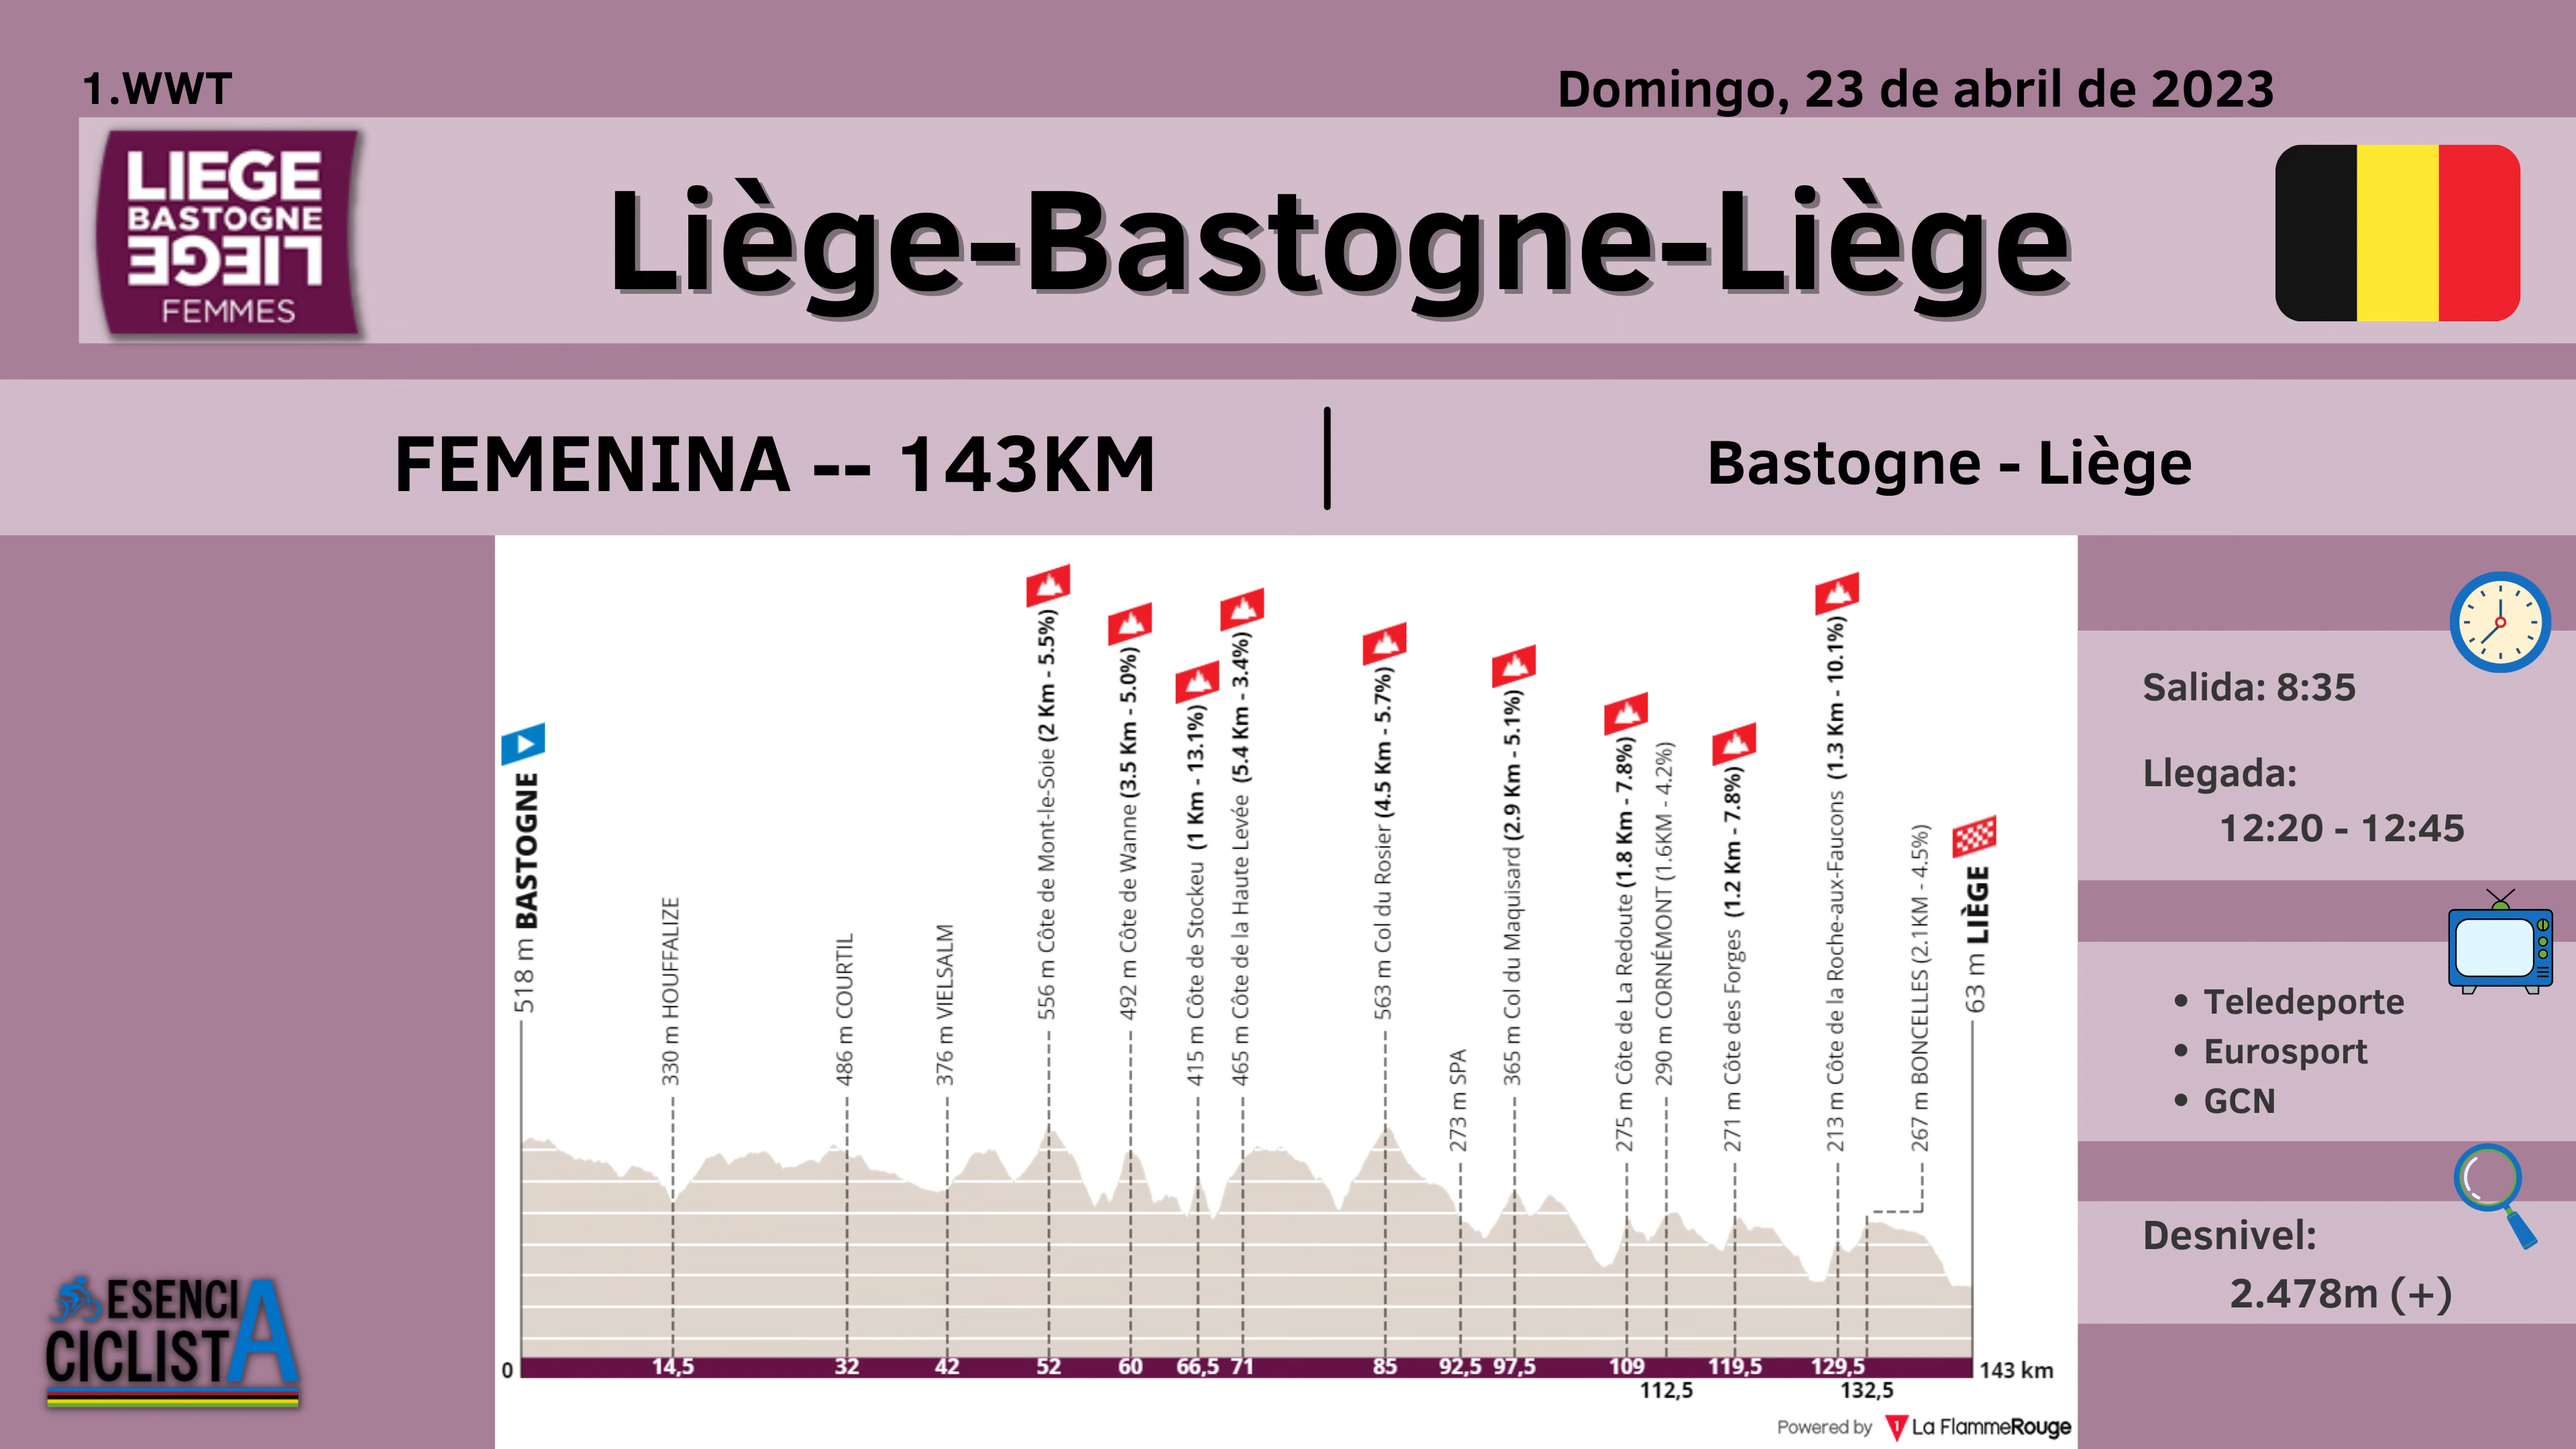 1.WWT
Domingo, 23 de abril de 2023
LIEGE
BASTOGNE
LIEGE
FEMMES
Liège-Bastogne-Liège
FEMENINA -- 143KM
Bastogne - Liège
518 m BASTOGNE
330 m HOUFFALIZE
486 m COURTIL
376 m VIELSALM
556 m Côte de Mont-le-Soie (2 Km - 5.5%)
492 m Côte de Wanne (3.5 Km - 5.0%)
415 m Côte de Stockeu (1 Km - 13.1%)
465 m Côte de la Haute Levée (5.4 Km - 3.4%)
563 m Col du Rosier (4.5 Km - 5.7%)
273 m SPA
365 m Col du Maquisard (2.9 Km - 5.1%)
275 m Côte de La Redoute (1.8 Km - 7.8%)
290 m CORNÉMONT (1.6KM - 4.2%)
271 m Côte des Forges (1.2 Km - 7.8%)
213 m Côte de la Roche-aux-Faucons (1.3 Km - 10.1%)
267 m BONCELLES (2.1KM - 4.5%)
63 m LIÈGE
0 14,5 32 42 52 60 66,5 71 85 92,5 97,5 109 119,5 129,5 143 km
112,5 132,5
Powered by 1 La FlammeRouge
Salida: 8:35
Llegada:
12:20 - 12:45
• Teledeporte
• Eurosport
• GCN
Desnivel:
2.478m (+)
ESENCIA
CICLISTA